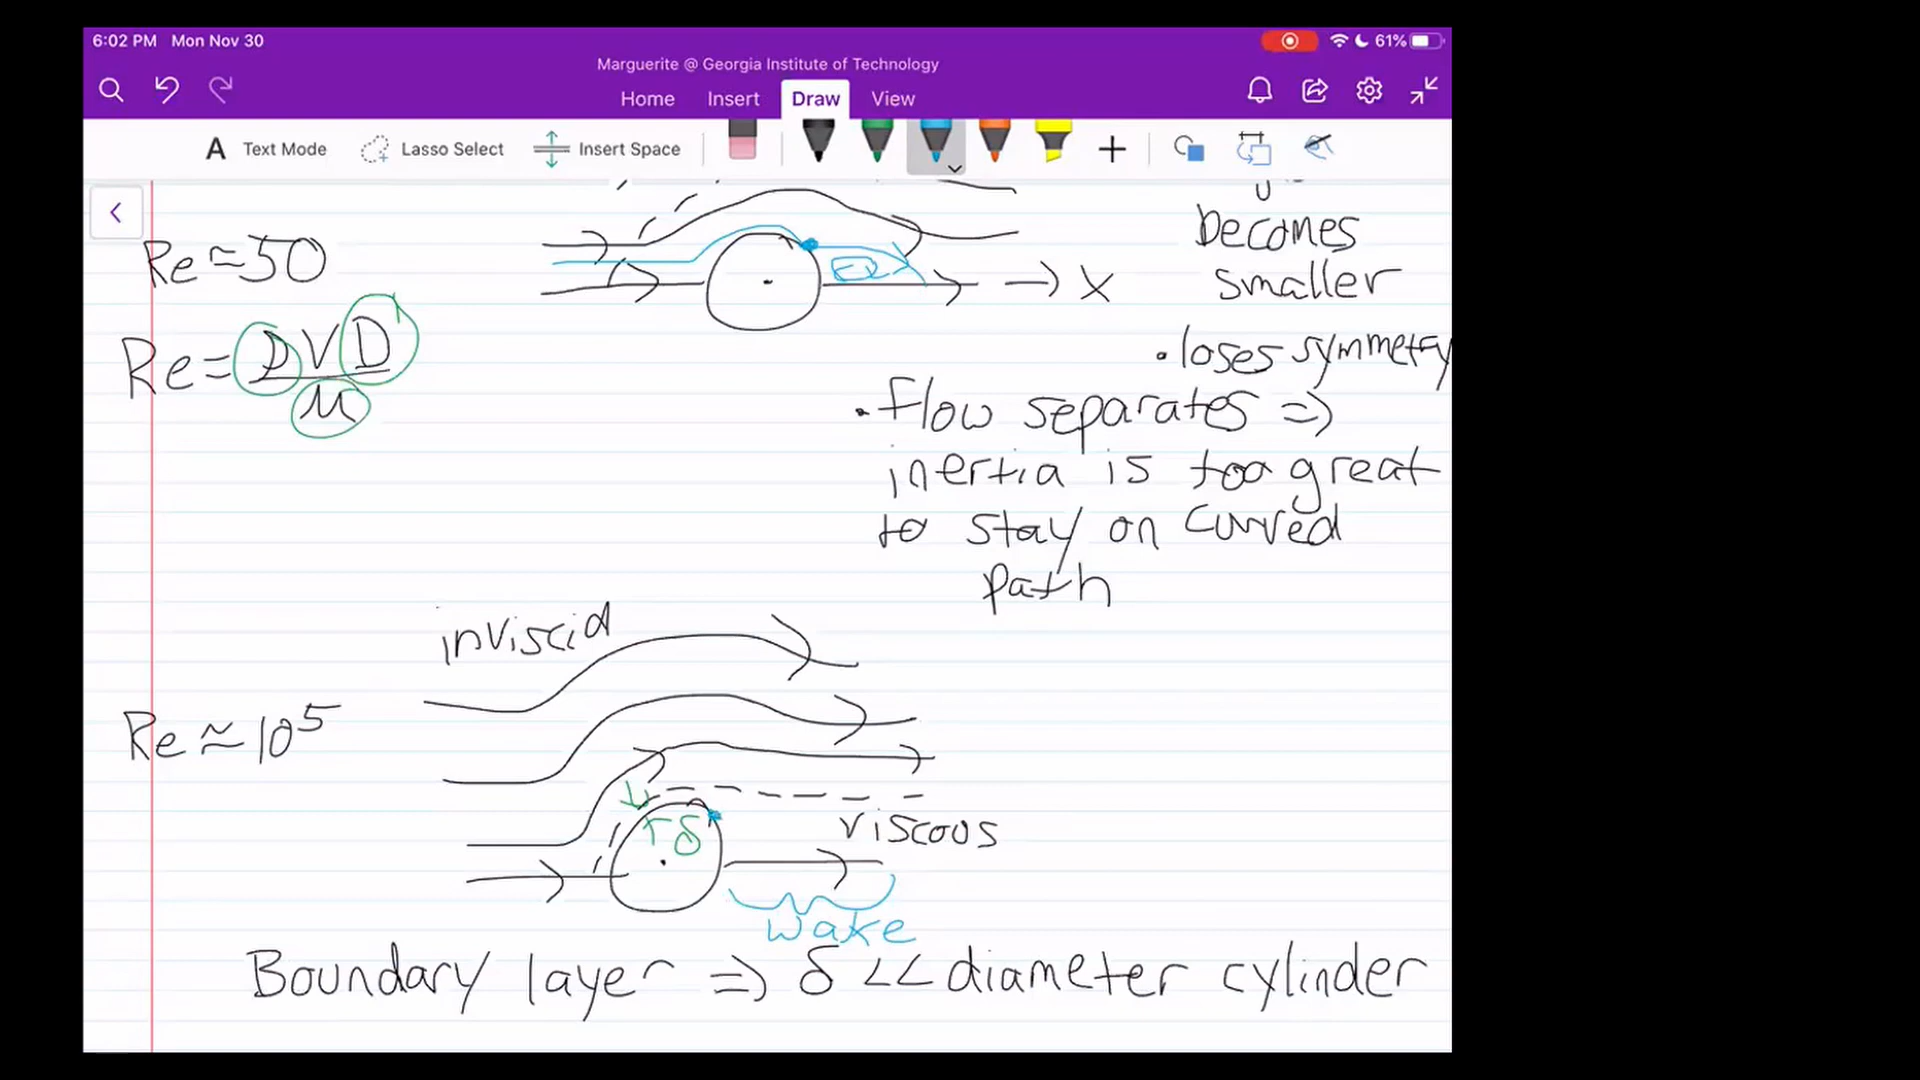 6:02 PM Mon Nov 30
61%
Marguerite @ Georgia Institute of Technology
Home Insert Draw View
A Text Mode Lasso Select Insert Space
becomes
smaller
Re≈50
→ X
• loses symmetry
Re = ρVD
μ
• flow separates ⇒
inertia is too great
to stay on curved
path
inviscid
Re ≈ 10⁵
δ
viscous
wake
Boundary layer ⇒ δ << diameter cylinder